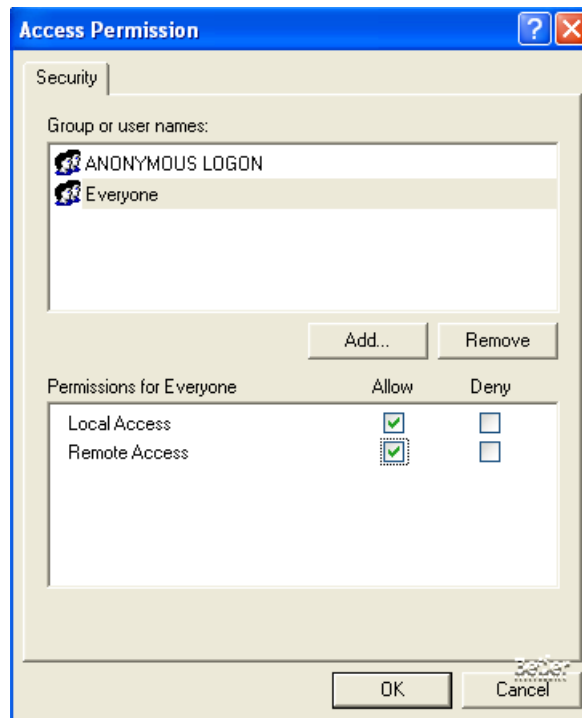 Access Permission
Security
Group or user names:
ANONYMOUS LOGON
Everyone
Add... Remove
Permissions for Everyone Allow Deny
Local Access
Remote Access
OK Cancel